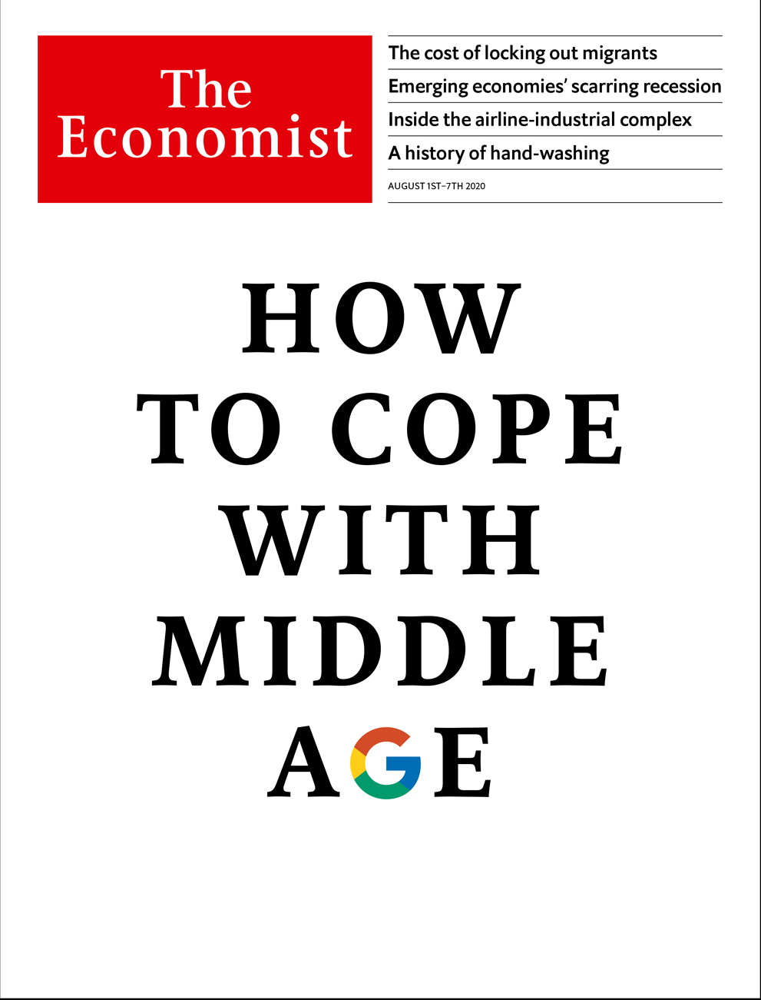 The
Economist
The cost of locking out migrants
Emerging economies’ scarring recession
Inside the airline-industrial complex
A history of hand-washing
AUGUST 1ST–7TH 2020
HOW
TO COPE
WITH
MIDDLE
AGE